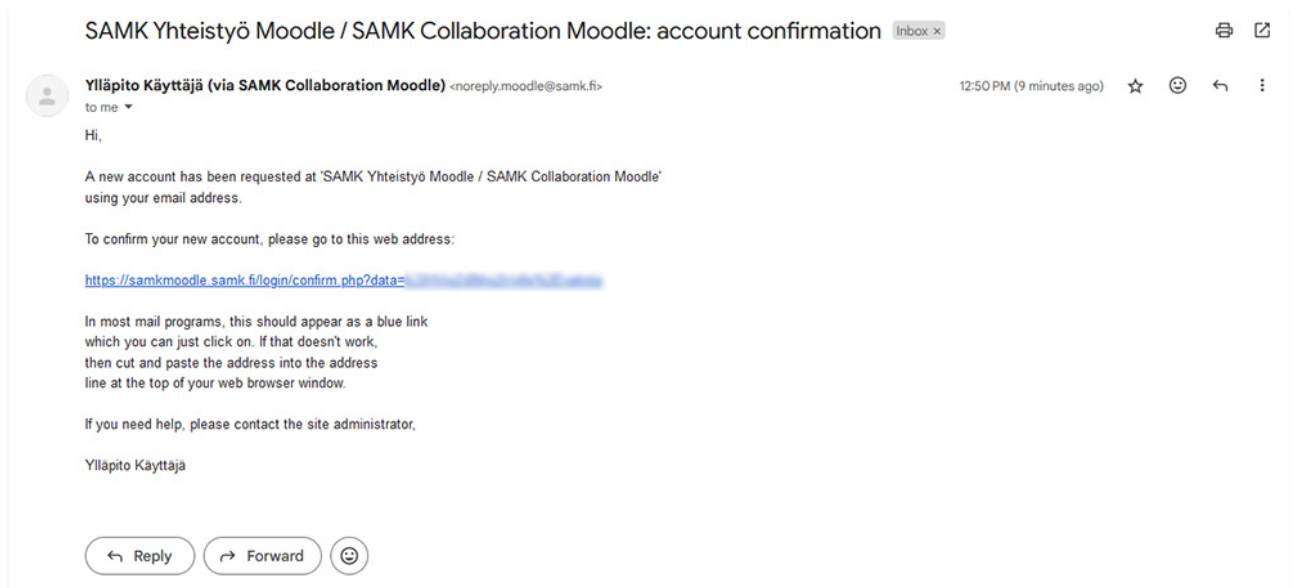 SAMK Yhteistyö Moodle / SAMK Collaboration Moodle: account confirmation Inbox ×
Ylläpito Käyttäjä (via SAMK Collaboration Moodle) <noreply.moodle@samk.fi> 12:50 PM (9 minutes ago)
to me
Hi,
A new account has been requested at 'SAMK Yhteistyö Moodle / SAMK Collaboration Moodle'
using your email address.
To confirm your new account, please go to this web address:
https://samkmoodle.samk.fi/login/confirm.php?data=
In most mail programs, this should appear as a blue link
which you can just click on. If that doesn't work,
then cut and paste the address into the address
line at the top of your web browser window.
If you need help, please contact the site administrator,
Ylläpito Käyttäjä
Reply Forward